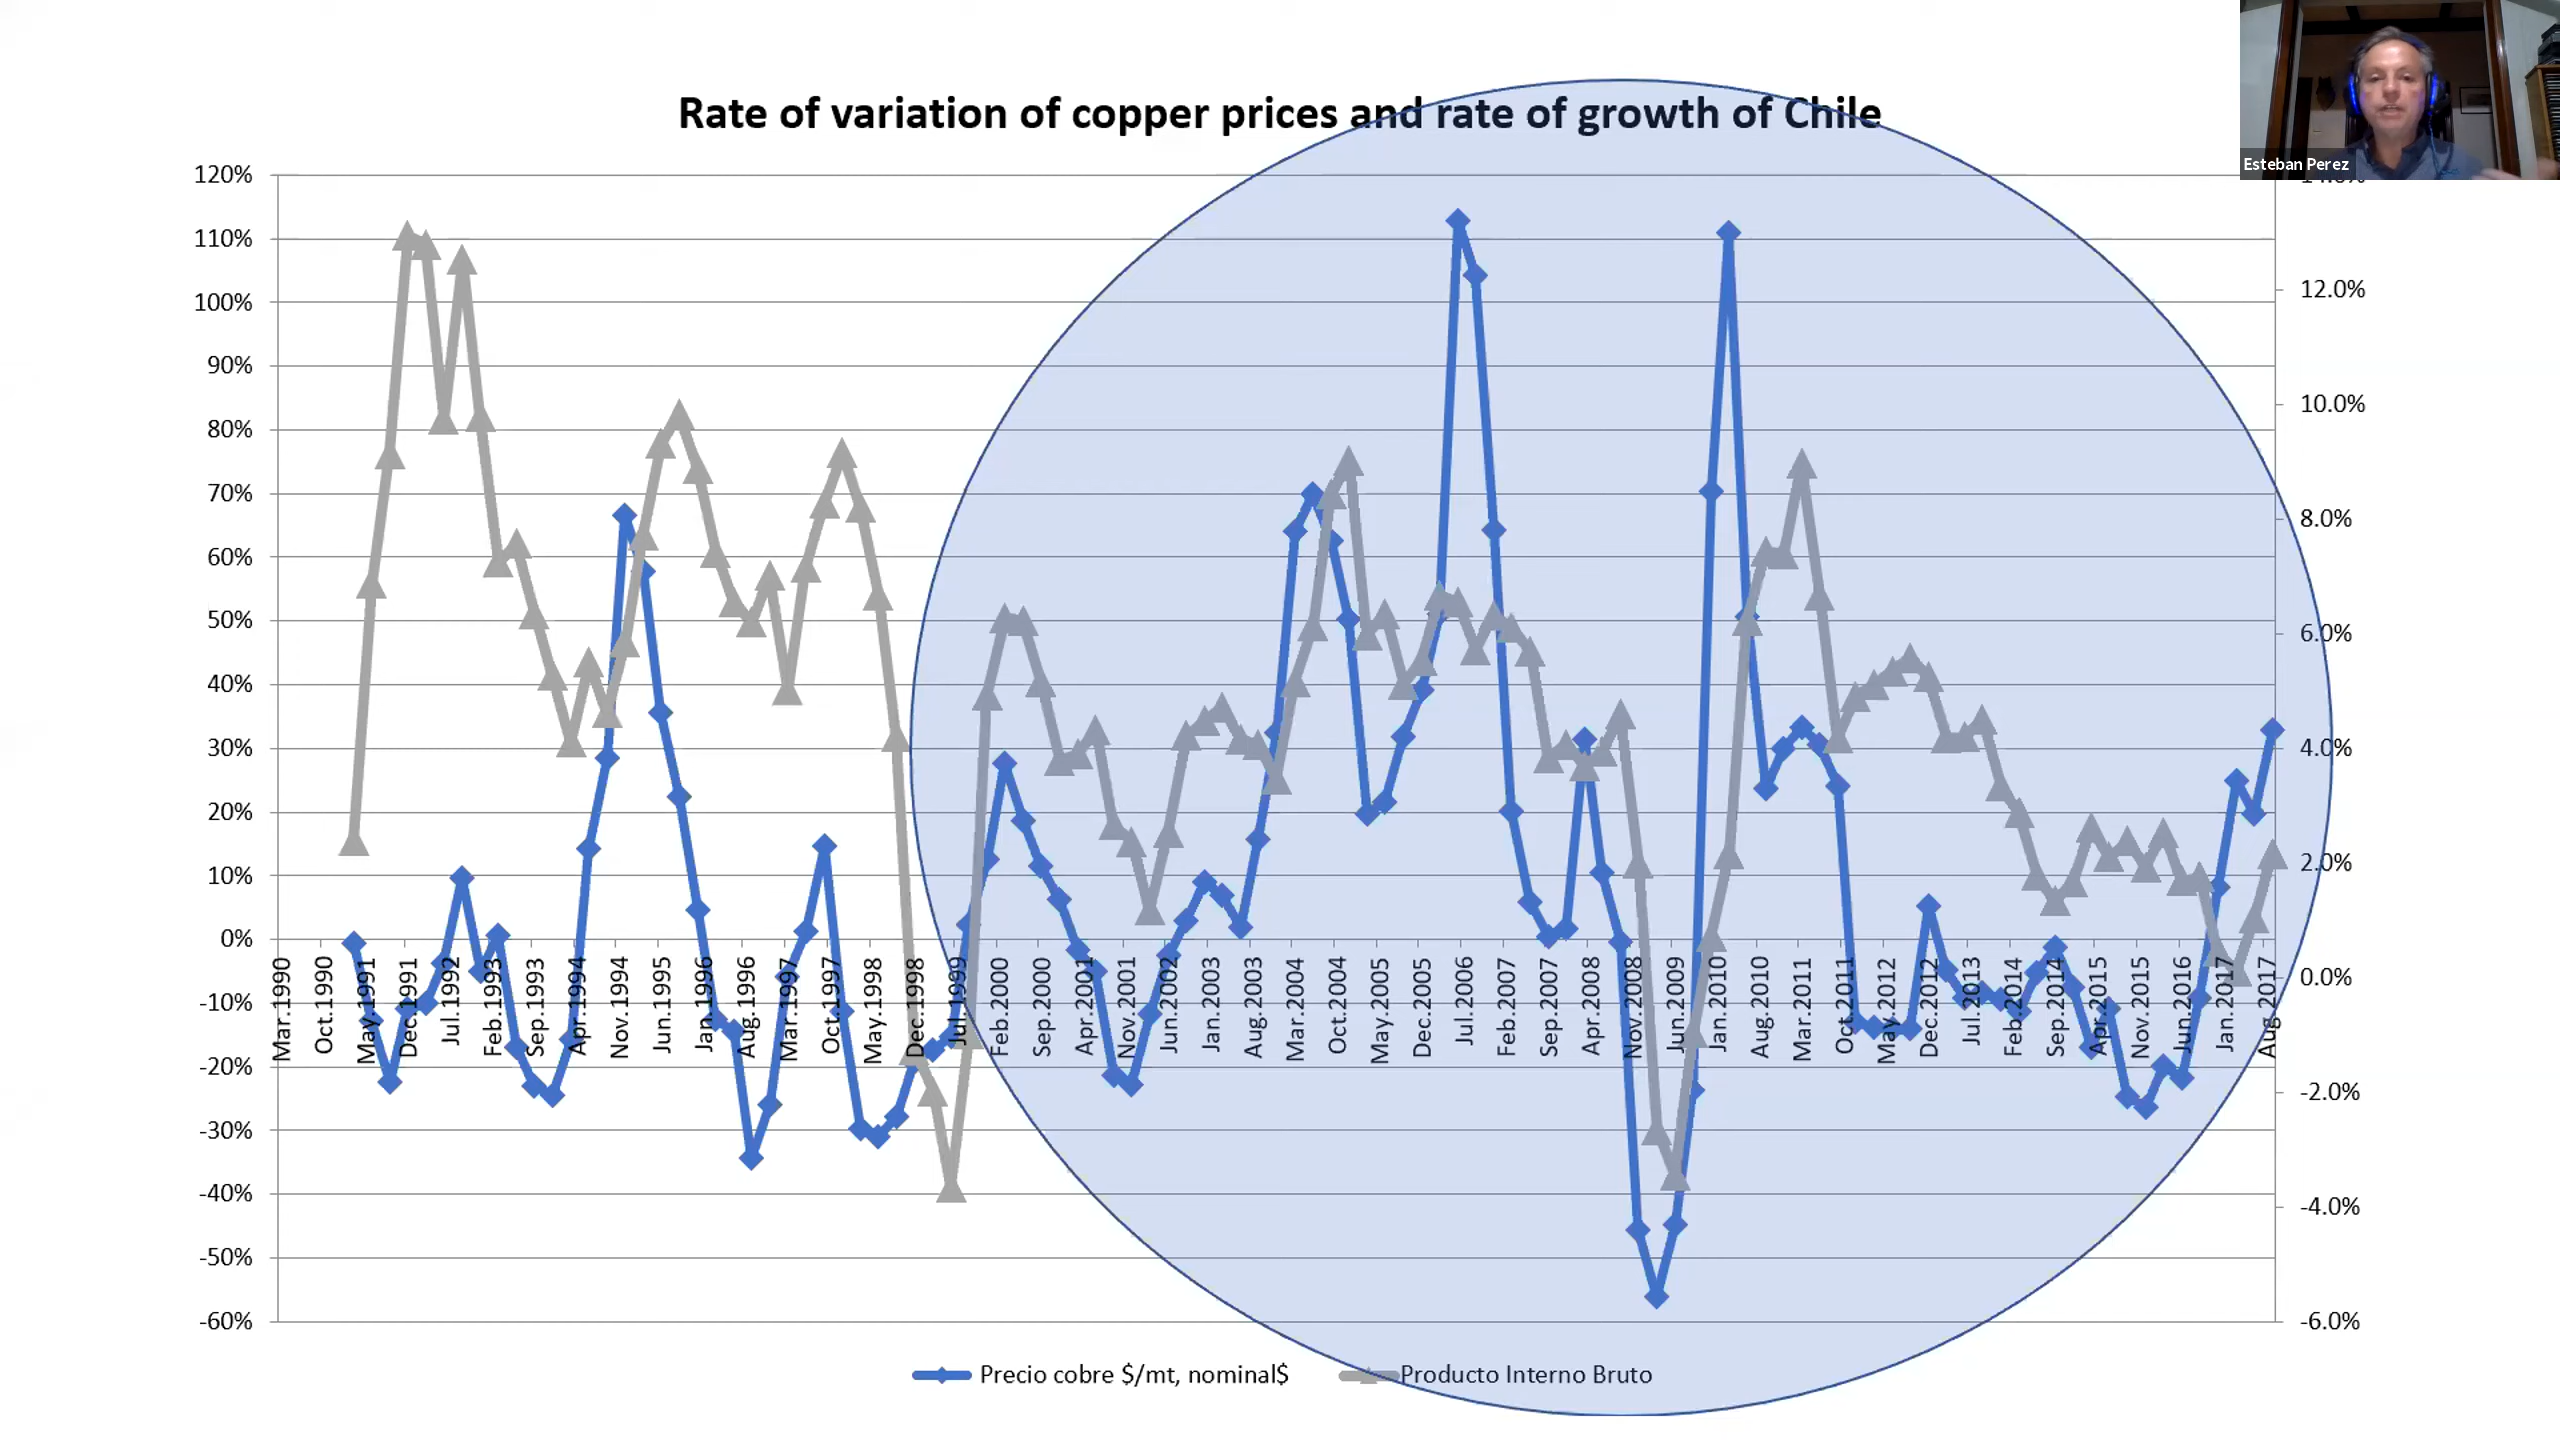 Rate of variation of copper prices and rate of growth of Chile
Esteban Perez
120%
110%
100%
90%
80%
70%
60%
50%
40%
30%
20%
10%
0%
-10%
-20%
-30%
-40%
-50%
-60%
12.0%
10.0%
8.0%
6.0%
4.0%
2.0%
0.0%
-2.0%
-4.0%
-6.0%
Mar.1990
Oct.1990
May.1991
Dec.1991
Jul.1992
Feb.1993
Sep.1993
Apr.1994
Nov.1994
Jun.1995
Jan.1996
Aug.1996
Mar.1997
Oct.1997
May.1998
Dec.1998
Jul.1999
Feb.2000
Sep.2000
Apr.2001
Nov.2001
Jun.2002
Jan.2003
Aug.2003
Mar.2004
Oct.2004
May.2005
Dec.2005
Jul.2006
Feb.2007
Sep.2007
Apr.2008
Nov.2008
Jun.2009
Jan.2010
Aug.2010
Mar.2011
Oct.2011
May.2012
Dec.2012
Jul.2013
Feb.2014
Sep.2014
Apr.2015
Nov.2015
Jun.2016
Jan.2017
Aug.2017
Precio cobre $/mt, nominal$
Producto Interno Bruto